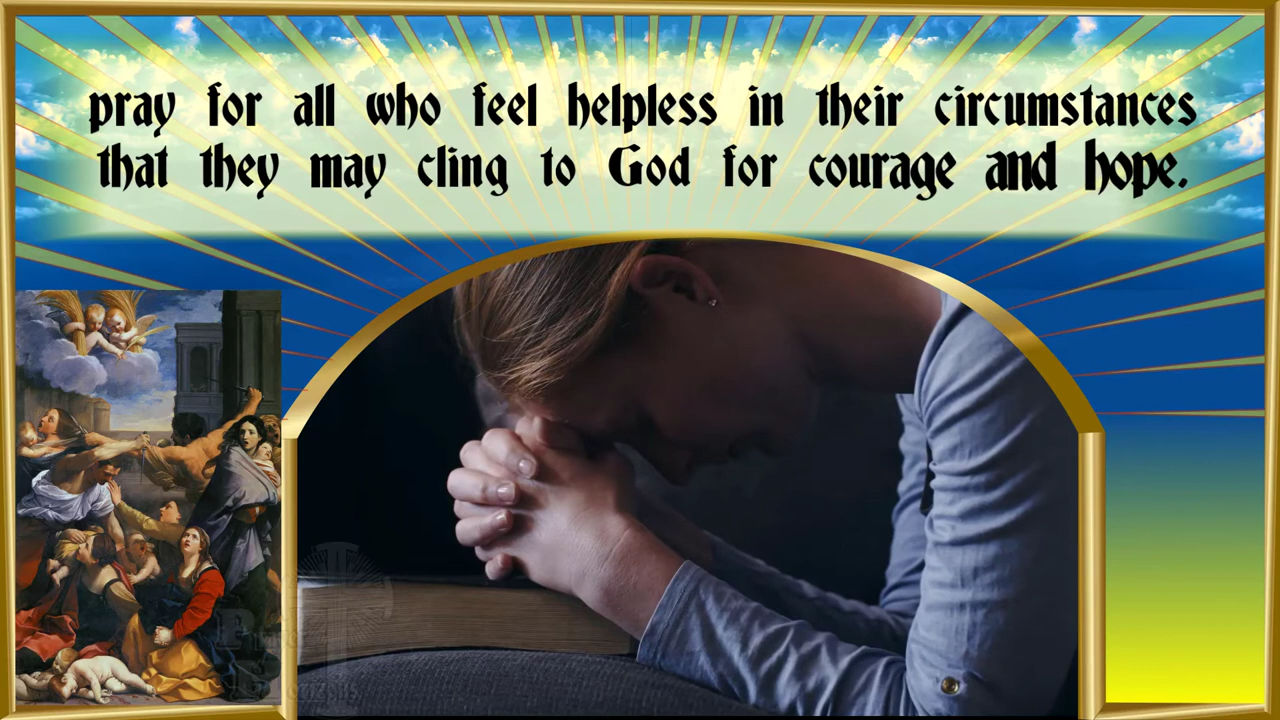 pray for all who feel helpless in their circumstances
that they may cling to God for courage and hope.